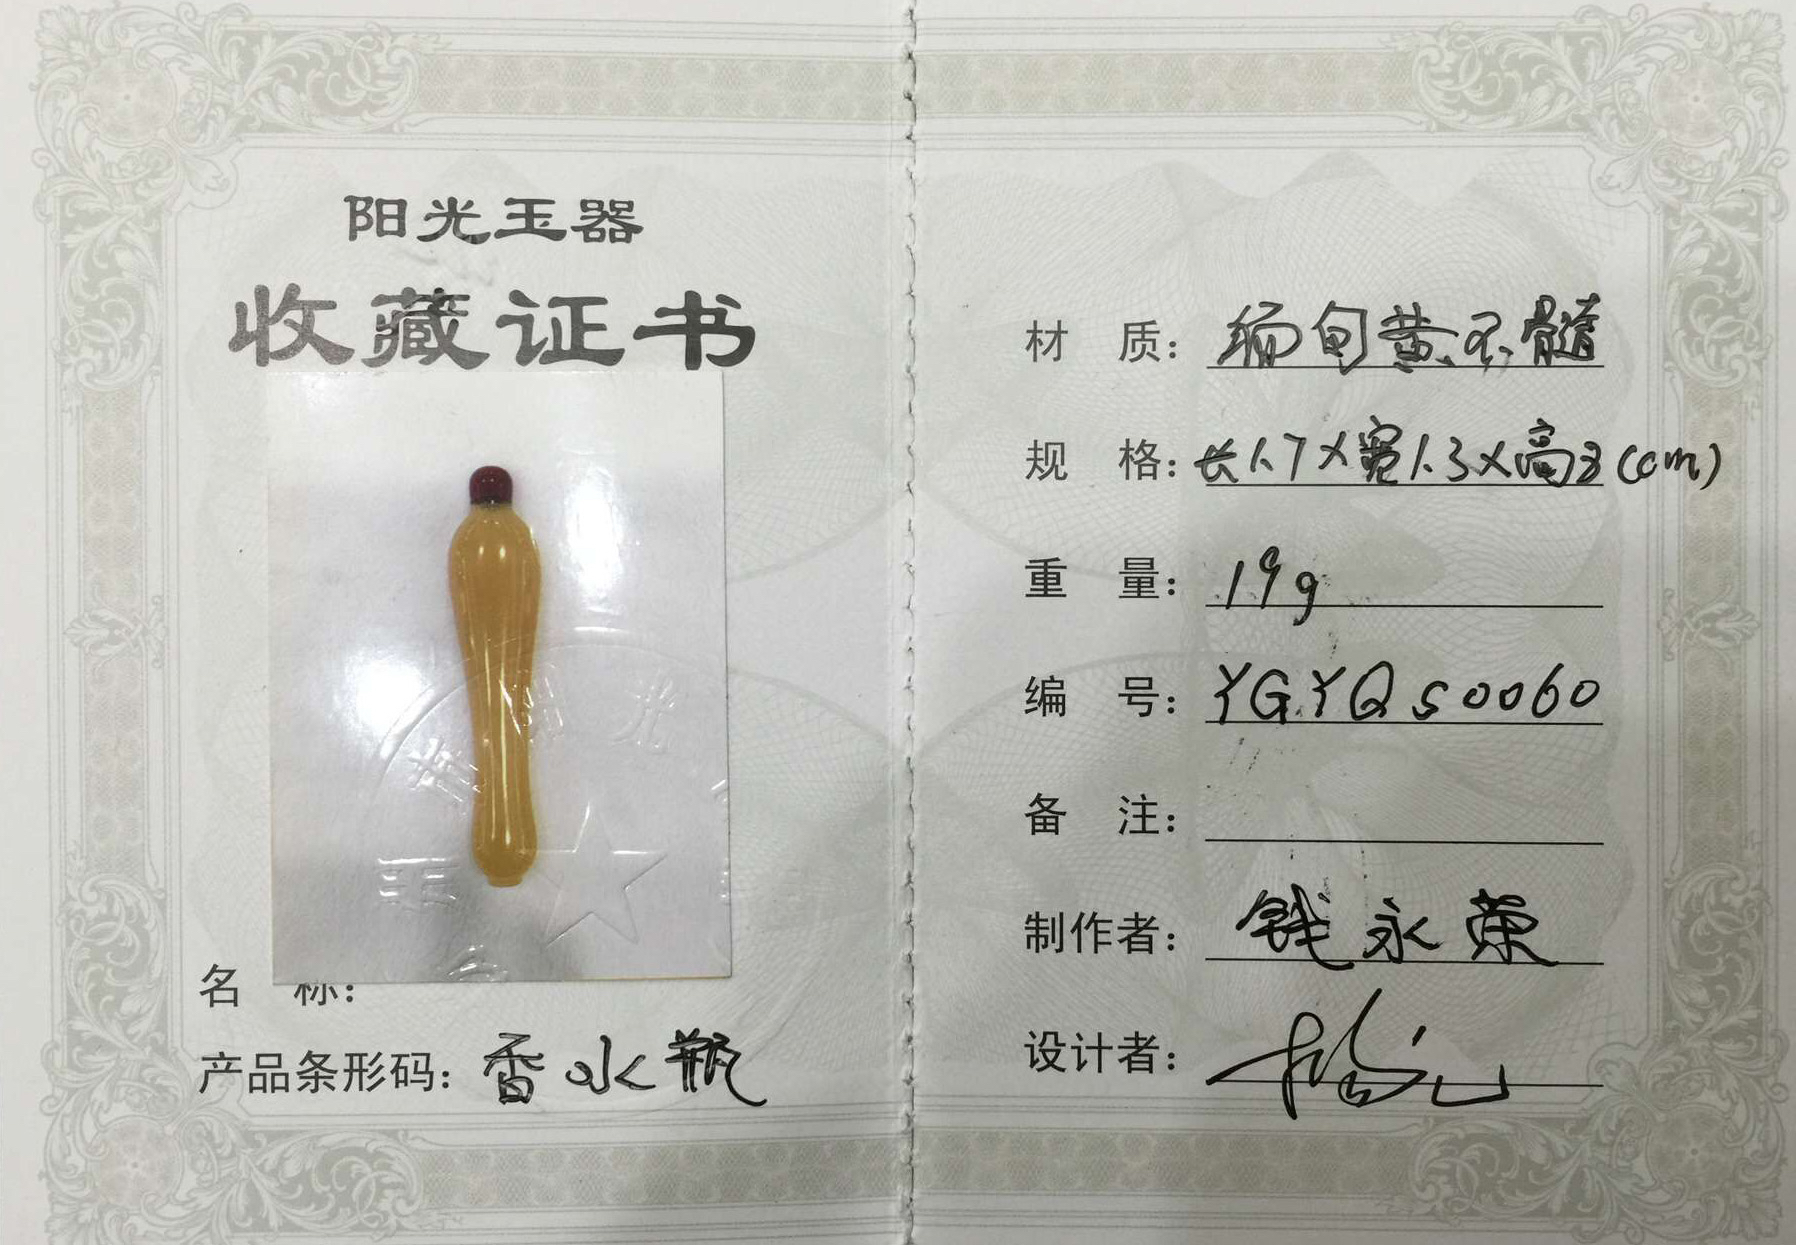 阳光玉器
收藏证书
名 称：
产品条形码：香水瓶
材 质：缅甸黄玉髓
规 格：长1.7×宽1.3×高3(cm)
重 量：19g
编 号：YGYQS0060
备 注：
制作者：钱永荣
设计者：